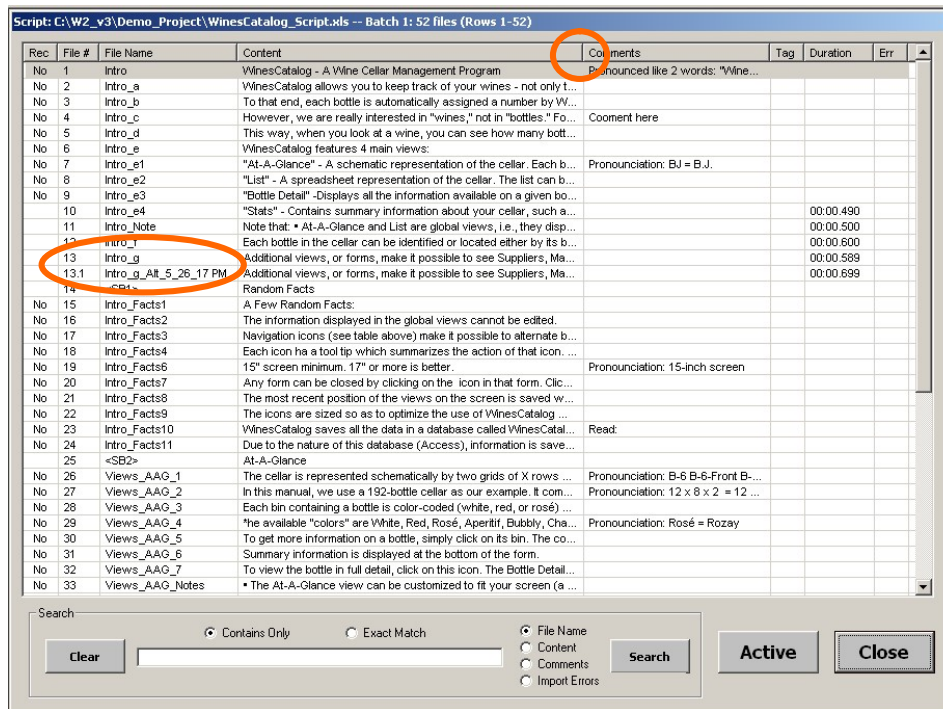 Script: C:\W2_v3\Demo_Project\WinesCatalog_Script.xls -- Batch 1: 52 files (Rows 1-52)
Rec File # File Name Content Comments Tag Duration Err
No 1 Intro WinesCatalog - A Wine Cellar Management Program Pronounced like 2 words: "Wine...
No 2 Intro_a WinesCatalog allows you to keep track of your wines - not only t...
No 3 Intro_b To that end, each bottle is automatically assigned a number by W...
No 4 Intro_c However, we are really interested in "wines," not in "bottles." Fo... Cooment here
No 5 Intro_d This way, when you look at a wine, you can see how many bott...
No 6 Intro_e WinesCatalog features 4 main views:
No 7 Intro_e1 "At-A-Glance" - A schematic representation of the cellar. Each b... Pronounciation: BJ = B.J.
No 8 Intro_e2 "List" - A spreadsheet representation of the cellar. The list can b...
No 9 Intro_e3 "Bottle Detail" -Displays all the information available on a given bo...
10 Intro_e4 "Stats" - Contains summary information about your cellar, such a... 00:00.490
11 Intro_Note Note that: • At-A-Glance and List are global views, i.e., they disp... 00:00.500
12 Intro_f Each bottle in the cellar can be identified or located either by its b... 00:00.600
13 Intro_g Additional views, or forms, make it possible to see Suppliers, Ma... 00:00.589
13.1 Intro_g_Alt_5_26_17 PM Additional views, or forms, make it possible to see Suppliers, Ma... 00:00.699
14 <SB1> Random Facts
No 15 Intro_Facts1 A Few Random Facts:
No 16 Intro_Facts2 The information displayed in the global views cannot be edited.
No 17 Intro_Facts3 Navigation icons (see table above) make it possible to alternate b...
No 18 Intro_Facts4 Each icon ha a tool tip which summarizes the action of that icon. ...
No 19 Intro_Facts6 15" screen minimum. 17" or more is better. Pronounciation: 15-inch screen
No 20 Intro_Facts7 Any form can be closed by clicking on the icon in that form. Clic...
No 21 Intro_Facts8 The most recent position of the views on the screen is saved w...
No 22 Intro_Facts9 The icons are sized so as to optimize the use of WinesCatalog ...
No 23 Intro_Facts10 WinesCatalog saves all the data in a database called WinesCatal... Read:
No 24 Intro_Facts11 Due to the nature of this database (Access), information is save...
25 <SB2> At-A-Glance
No 26 Views_AAG_1 The cellar is represented schematically by two grids of X rows ... Pronounciation: B-6 B-6-Front B-...
No 27 Views_AAG_2 In this manual, we use a 192-bottle cellar as our example. It com... Pronounciation: 12 x 8 x 2 = 12 ...
No 28 Views_AAG_3 Each bin containing a bottle is color-coded (white, red, or rosé) ...
No 29 Views_AAG_4 *he available "colors" are White, Red, Rosé, Aperitif, Bubbly, Cha... Pronounciation: Rosé = Rozay
No 30 Views_AAG_5 To get more information on a bottle, simply click on its bin. The co...
No 31 Views_AAG_6 Summary information is displayed at the bottom of the form.
No 32 Views_AAG_7 To view the bottle in full detail, click on this icon. The Bottle Detail...
No 33 Views_AAG_Notes • The At-A-Glance view can be customized to fit your screen (a ...
Search
Contains Only Exact Match
File Name
Content
Comments
Import Errors
Clear
Search
Active
Close